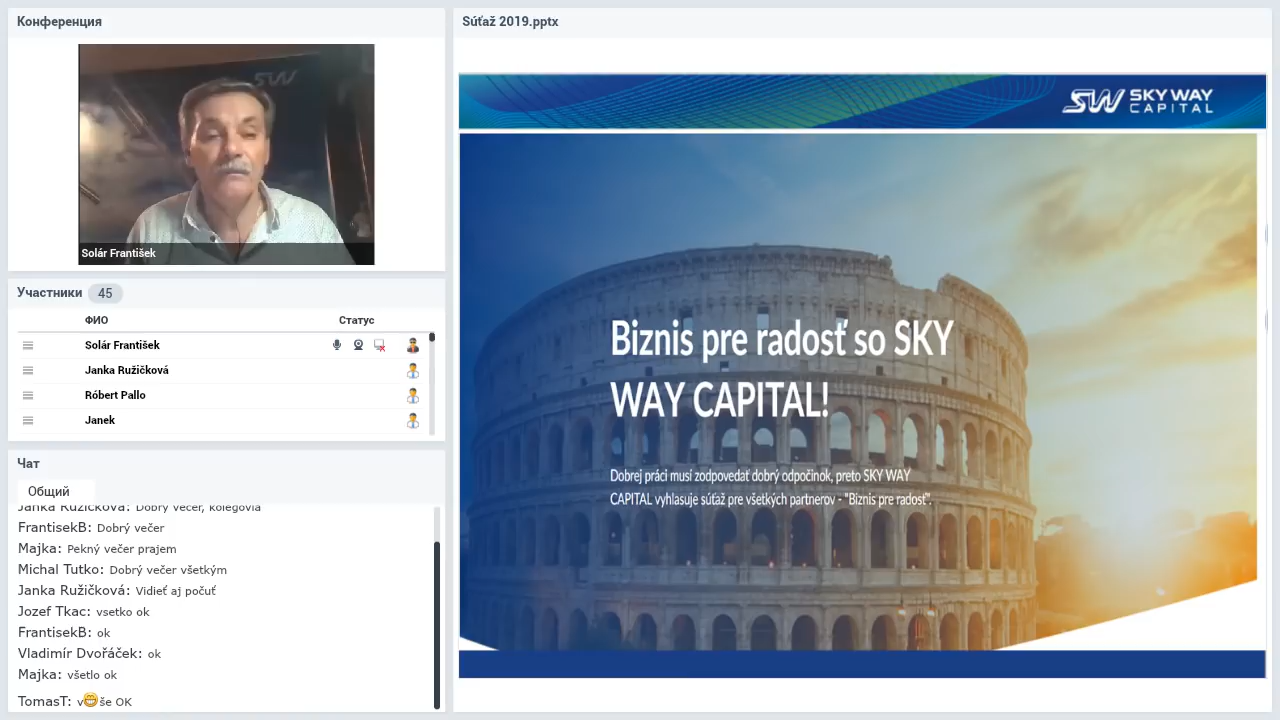 Конференция
SW
Solár František
Участники 45
ФИО Статус
Solár František
Janka Ružičková
Róbert Pallo
Janek
Чат
Общий
Janka Ružičková: Dobrý večer, kolegovia
FrantisekB: Dobrý večer
Majka: Pekný večer prajem
Michal Tutko: Dobrý večer všetkým
Janka Ružičková: Vidieť aj počuť
Jozef Tkac: vsetko ok
FrantisekB: ok
Vladimír Dvořáček: ok
Majka: všetlo ok
TomasT: v😁še OK
Súťaž 2019.pptx
SW SKY WAY
CAPITAL
Biznis pre radosť so SKY
WAY CAPITAL!
Dobrej práci musí zodpovedať dobrý odpočinok, preto SKY WAY
CAPITAL vyhlasuje súťaž pre všetkých partnerov - "Biznis pre radosť".